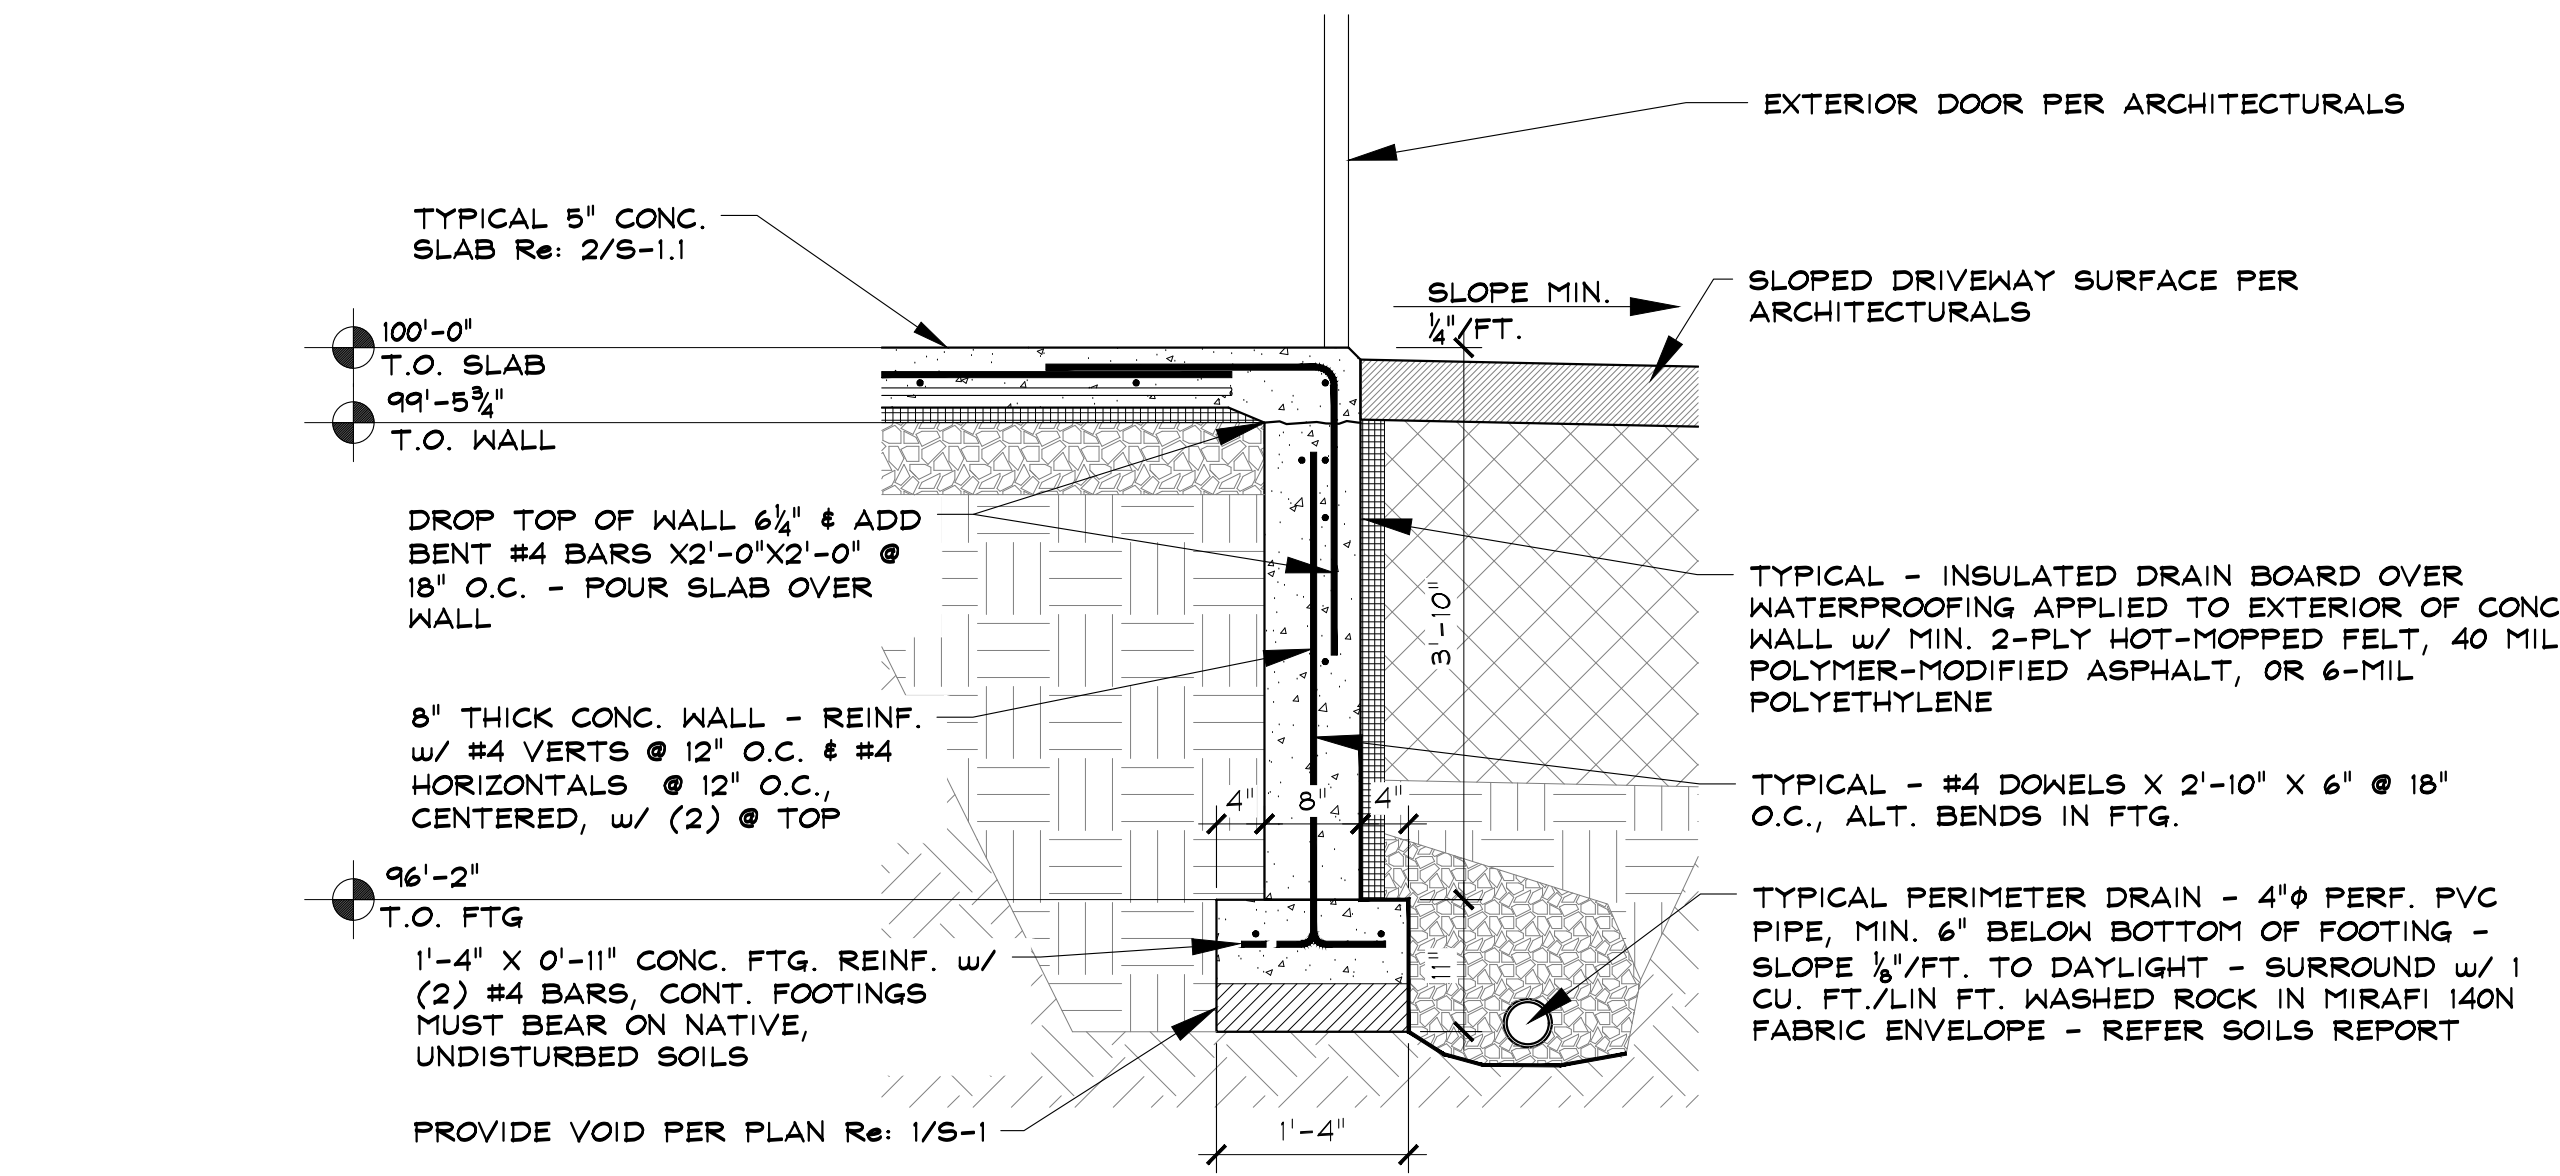 EXTERIOR DOOR PER ARCHITECTURALS
TYPICAL 5" CONC.
SLAB Re: 2/S-1.1
SLOPE MIN.
¼"/FT.
SLOPED DRIVEWAY SURFACE PER
ARCHITECTURALS
100'-0"
T.O. SLAB
99'-5¾"
T.O. WALL
DROP TOP OF WALL 6¼" & ADD
BENT #4 BARS X2'-0"X2'-0" @
18" O.C. - POUR SLAB OVER
WALL
3'-10"
TYPICAL - INSULATED DRAIN BOARD OVER
WATERPROOFING APPLIED TO EXTERIOR OF CONC
WALL w/ MIN. 2-PLY HOT-MOPPED FELT, 40 MIL
POLYMER-MODIFIED ASPHALT, OR 6-MIL
POLYETHYLENE
8" THICK CONC. WALL - REINF.
w/ #4 VERTS @ 12" O.C. & #4
HORIZONTALS @ 12" O.C.,
CENTERED, w/ (2) @ TOP
4" 8" 4"
TYPICAL - #4 DOWELS X 2'-10" X 6" @ 18"
O.C., ALT. BENDS IN FTG.
96'-2"
T.O. FTG
1'-4" X 0'-11" CONC. FTG. REINF. w/
(2) #4 BARS, CONT. FOOTINGS
MUST BEAR ON NATIVE,
UNDISTURBED SOILS
11"
TYPICAL PERIMETER DRAIN - 4"ϕ PERF. PVC
PIPE, MIN. 6" BELOW BOTTOM OF FOOTING -
SLOPE ⅛"/FT. TO DAYLIGHT - SURROUND w/ 1
CU. FT./LIN FT. WASHED ROCK IN MIRAFI 140N
FABRIC ENVELOPE - REFER SOILS REPORT
PROVIDE VOID PER PLAN Re: 1/S-1
1'-4"